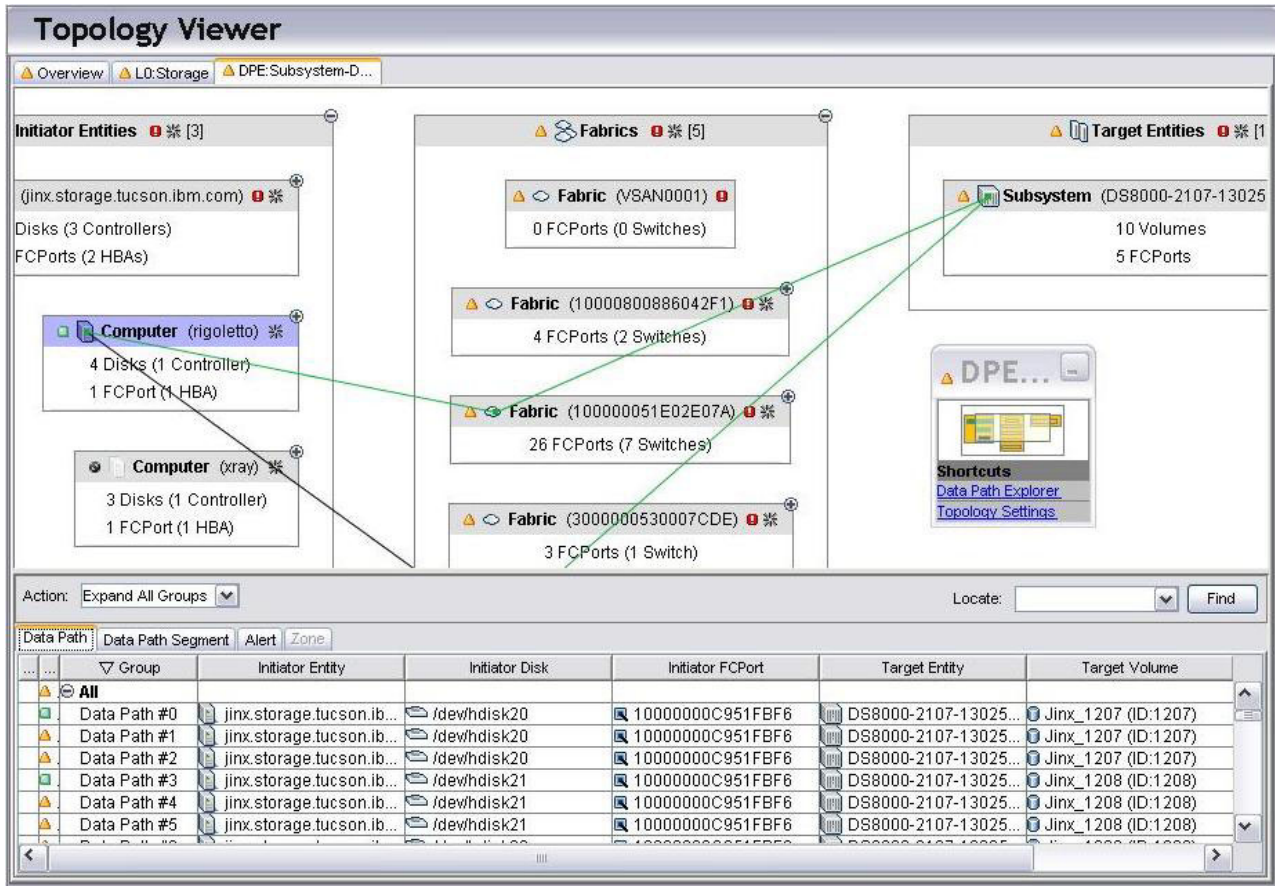 Topology Viewer
Overview
L0:Storage
DPE:Subsystem-D...
Initiator Entities [3]
Fabrics [5]
Target Entities [1
(jinx.storage.tucson.ibm.com)
Disks (3 Controllers)
FCPorts (2 HBAs)
Fabric (VSAN0001)
0 FCPorts (0 Switches)
Subsystem (DS8000-2107-13025
10 Volumes
5 FCPorts
Fabric (10000800886042F1)
4 FCPorts (2 Switches)
Computer (rigoletto)
4 Disks (1 Controller)
1 FCPort (1 HBA)
Fabric (100000051E02E07A)
26 FCPorts (7 Switches)
Computer (xray)
3 Disks (1 Controller)
1 FCPort (1 HBA)
Fabric (3000000530007CDE)
3 FCPorts (1 Switch)
DPE...
Shortcuts
Data Path Explorer
Topology Settings
Action: Expand All Groups
Locate:
Find
Data Path
Data Path Segment
Alert
Zone
... ... Group Initiator Entity Initiator Disk Initiator FCPort Target Entity Target Volume
All
Data Path #0 jinx.storage.tucson.ib... /dev/hdisk20 10000000C951FBF6 DS8000-2107-13025... Jinx_1207 (ID:1207)
Data Path #1 jinx.storage.tucson.ib... /dev/hdisk20 10000000C951FBF6 DS8000-2107-13025... Jinx_1207 (ID:1207)
Data Path #2 jinx.storage.tucson.ib... /dev/hdisk20 10000000C951FBF6 DS8000-2107-13025... Jinx_1207 (ID:1207)
Data Path #3 jinx.storage.tucson.ib... /dev/hdisk21 10000000C951FBF6 DS8000-2107-13025... Jinx_1208 (ID:1208)
Data Path #4 jinx.storage.tucson.ib... /dev/hdisk21 10000000C951FBF6 DS8000-2107-13025... Jinx_1208 (ID:1208)
Data Path #5 jinx.storage.tucson.ib... /dev/hdisk21 10000000C951FBF6 DS8000-2107-13025... Jinx_1208 (ID:1208)